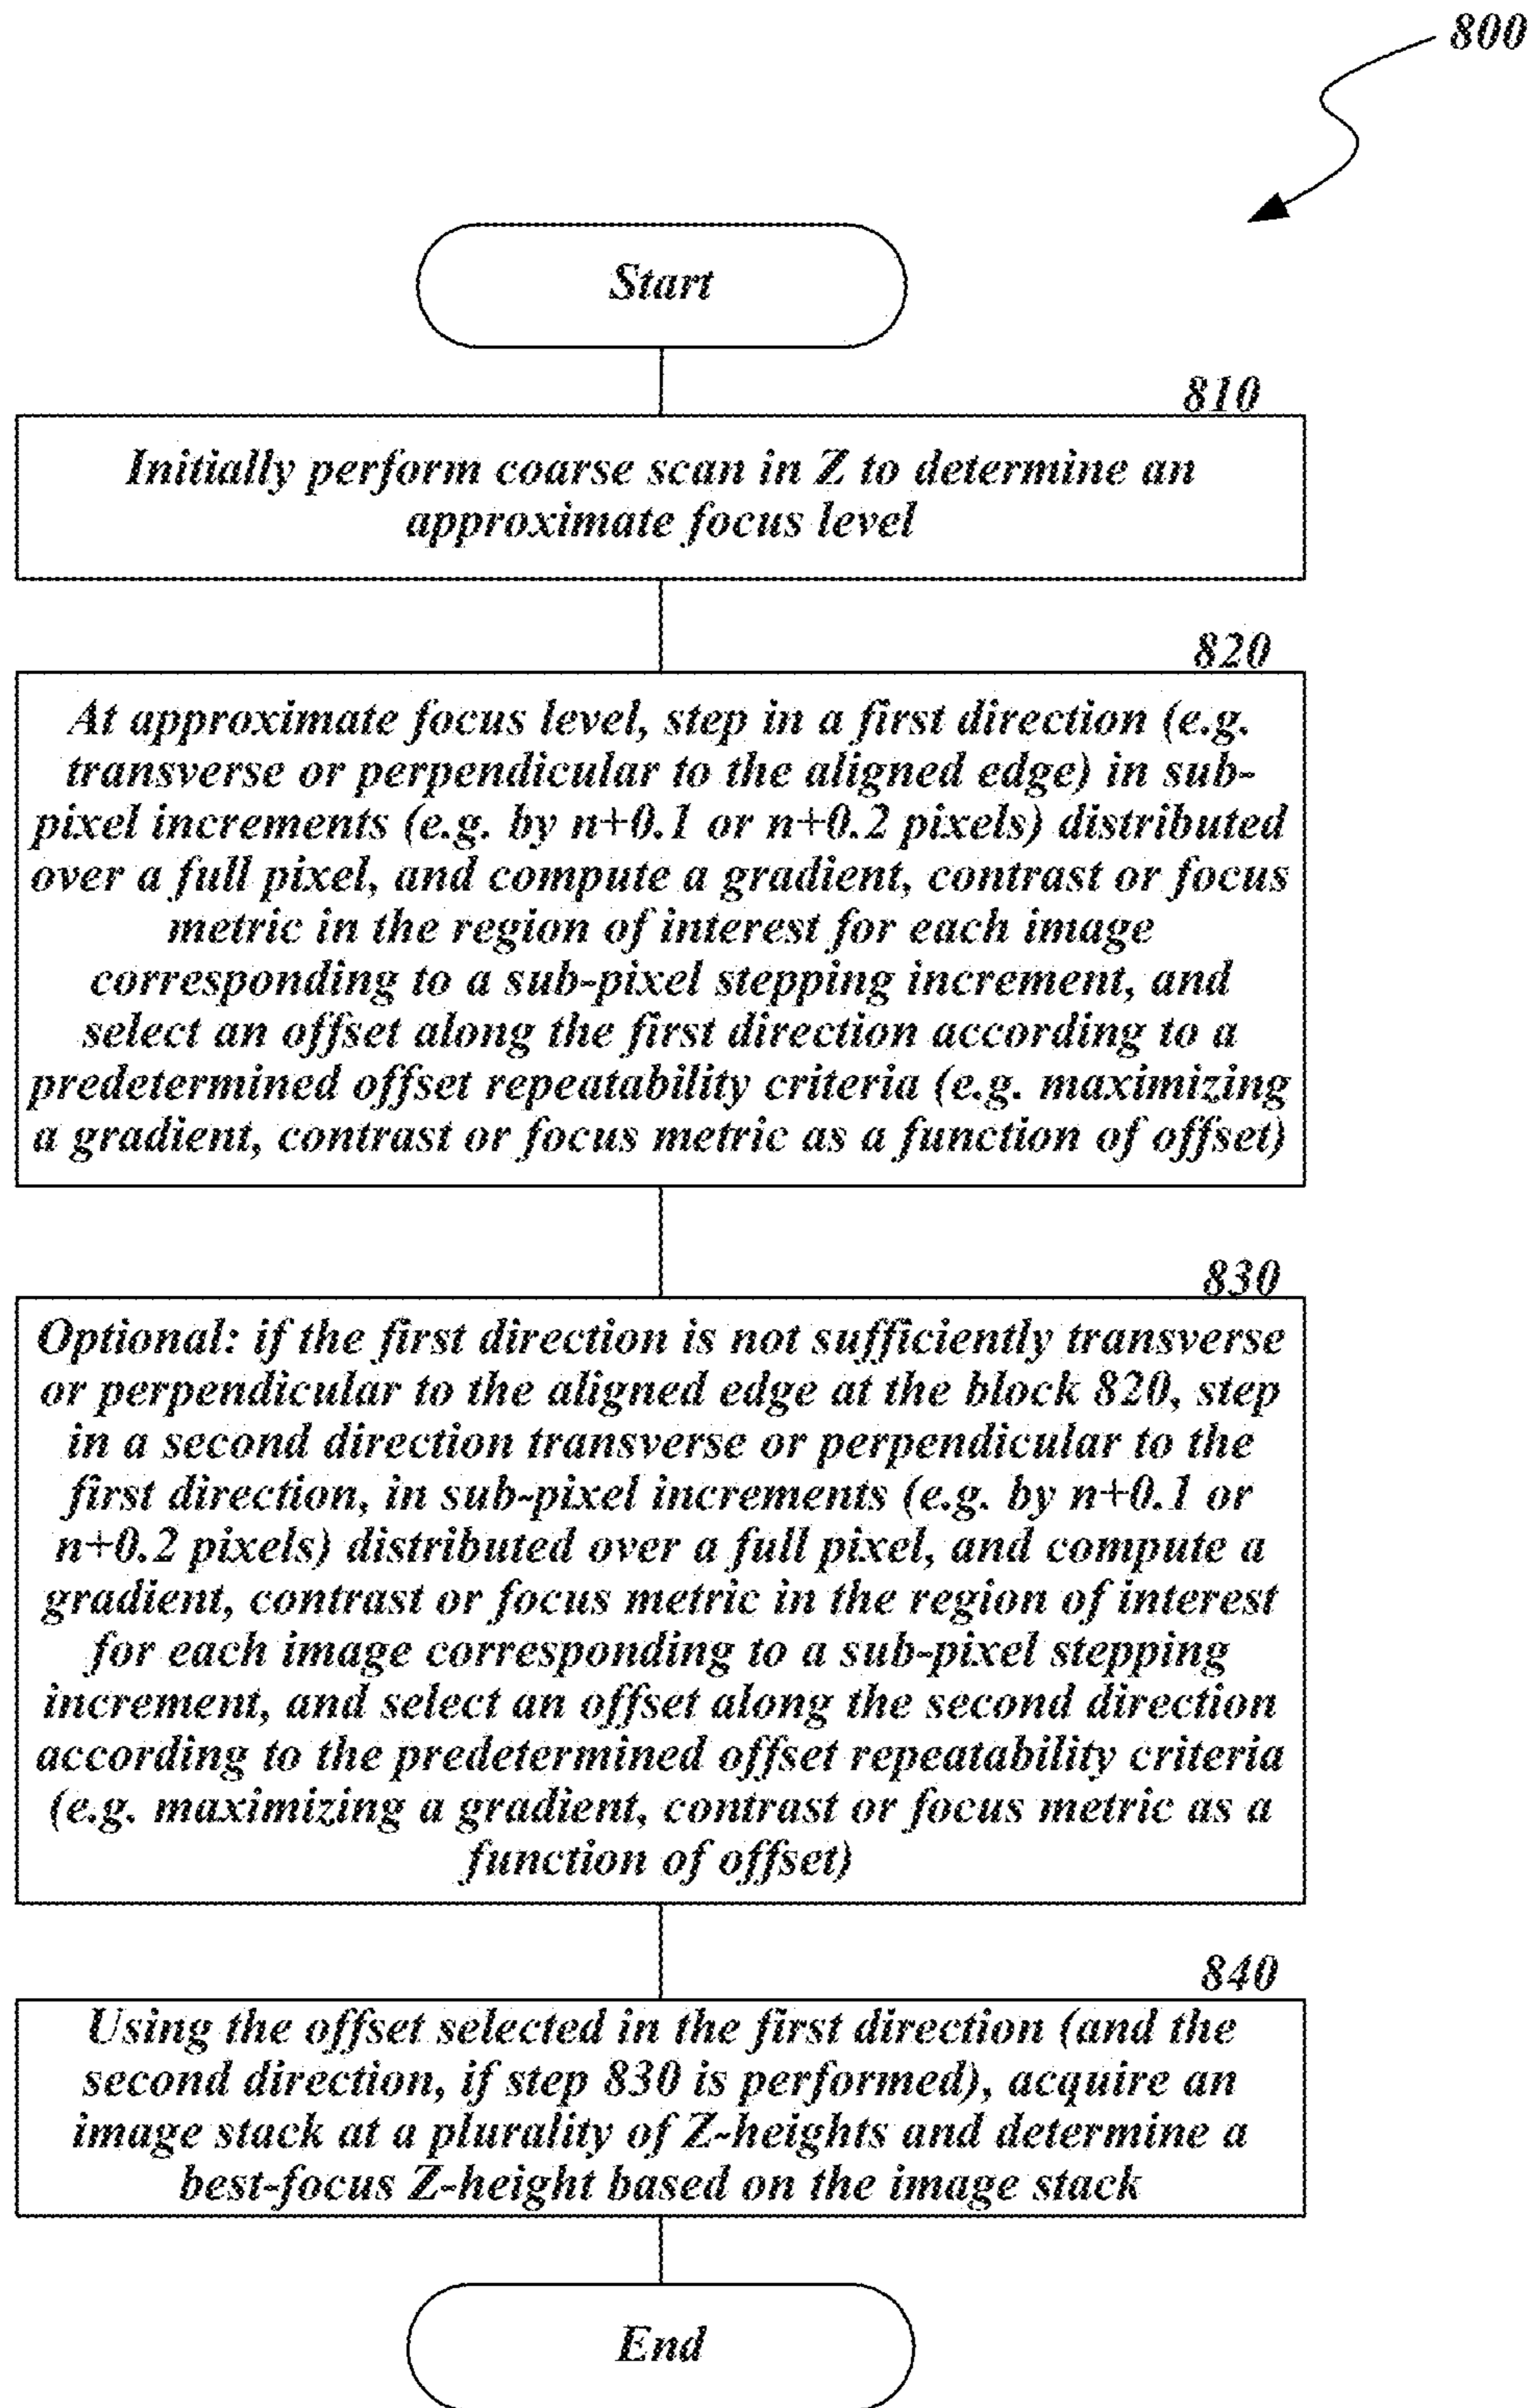 800
Start
810
Initially perform coarse scan in Z to determine an
approximate focus level
820
At approximate focus level, step in a first direction (e.g.
transverse or perpendicular to the aligned edge) in sub-
pixel increments (e.g. by n+0.1 or n+0.2 pixels) distributed
over a full pixel, and compute a gradient, contrast or focus
metric in the region of interest for each image
corresponding to a sub-pixel stepping increment, and
select an offset along the first direction according to a
predetermined offset repeatability criteria (e.g. maximizing
a gradient, contrast or focus metric as a function of offset)
830
Optional: if the first direction is not sufficiently transverse
or perpendicular to the aligned edge at the block 820, step
in a second direction transverse or perpendicular to the
first direction, in sub-pixel increments (e.g. by n+0.1 or
n+0.2 pixels) distributed over a full pixel, and compute a
gradient, contrast or focus metric in the region of interest
for each image corresponding to a sub-pixel stepping
increment, and select an offset along the second direction
according to the predetermined offset repeatability criteria
(e.g. maximizing a gradient, contrast or focus metric as a
function of offset)
840
Using the offset selected in the first direction (and the
second direction, if step 830 is performed), acquire an
image stack at a plurality of Z-heights and determine a
best-focus Z-height based on the image stack
End